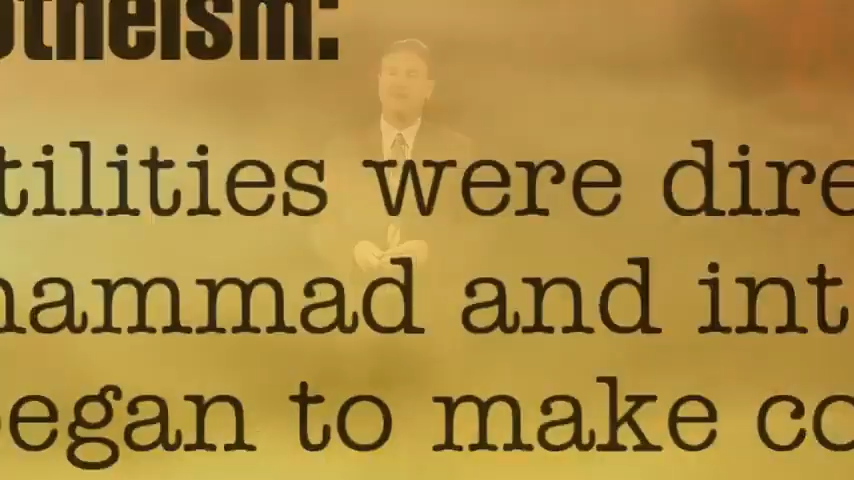 otheism:
tilities were dire
hammad and int
egan to make co